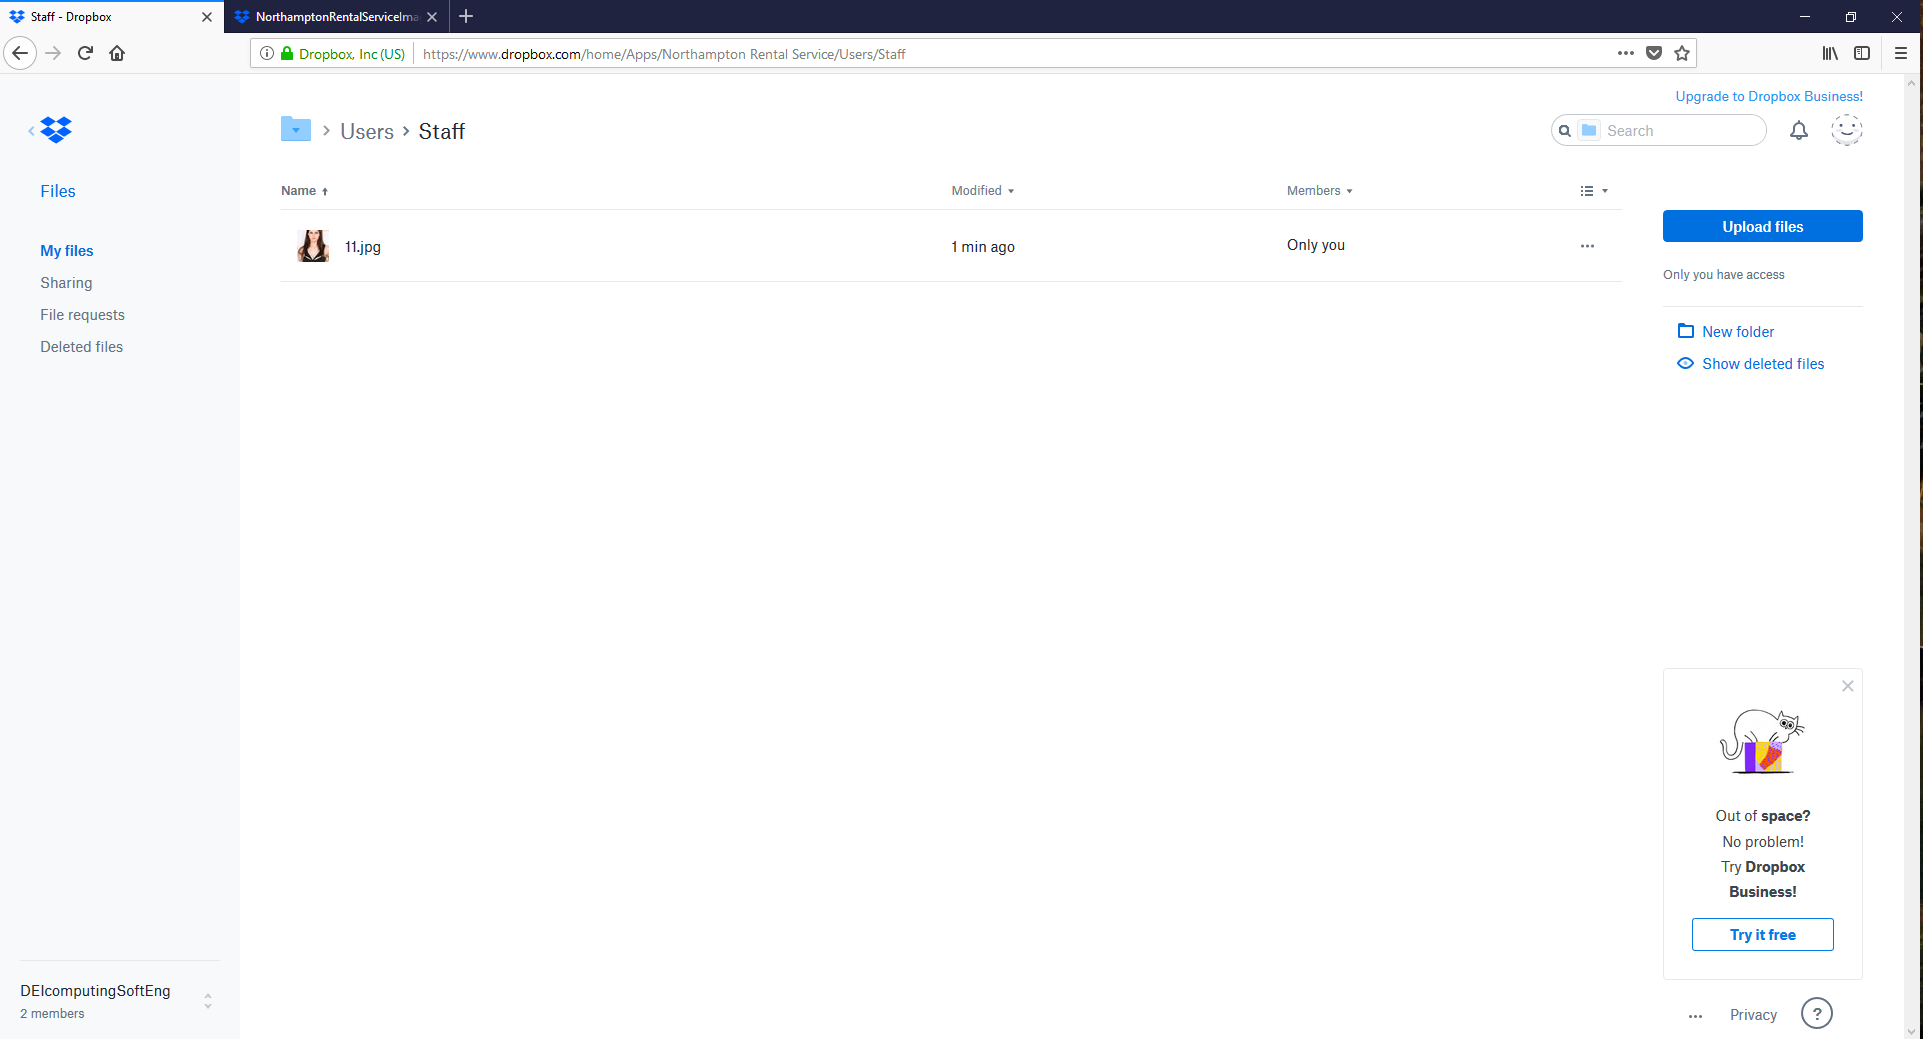 Staff - Dropbox
NorthamptonRentalServiceIma
Dropbox, Inc (US)
https://www.dropbox.com/home/Apps/Northampton Rental Service/Users/Staff
Upgrade to Dropbox Business!
Users › Staff
Search
Files
Name
Modified
Members
My files
Sharing
File requests
Deleted files
11.jpg
1 min ago
Only you
Upload files
Only you have access
New folder
Show deleted files
Out of space?
No problem!
Try Dropbox
Business!
Try it free
DEIcomputingSoftEng
2 members
Privacy
?